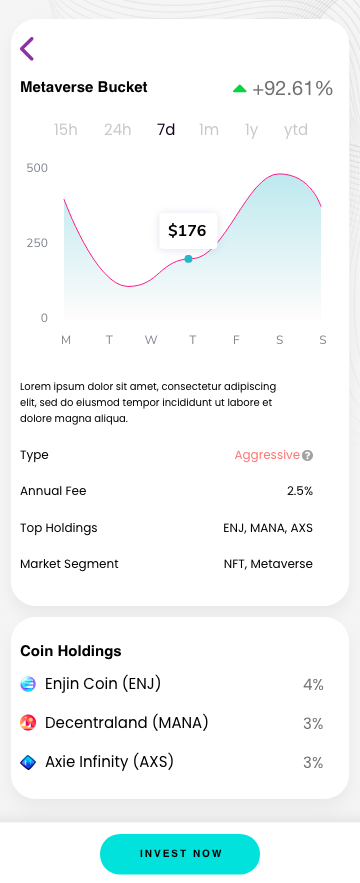 Metaverse Bucket
+92.61%
15h 24h 7d 1m 1y ytd
500
$176
250
0
M T W T F S S
Lorem ipsum dolor sit amet, consectetur adipiscing
elit, sed do eiusmod tempor incididunt ut labore et
dolore magna aliqua.
Type Aggressive ?
Annual Fee 2.5%
Top Holdings ENJ, MANA, AXS
Market Segment NFT, Metaverse
Coin Holdings
Enjin Coin (ENJ) 4%
Decentraland (MANA) 3%
Axie Infinity (AXS) 3%
INVEST NOW